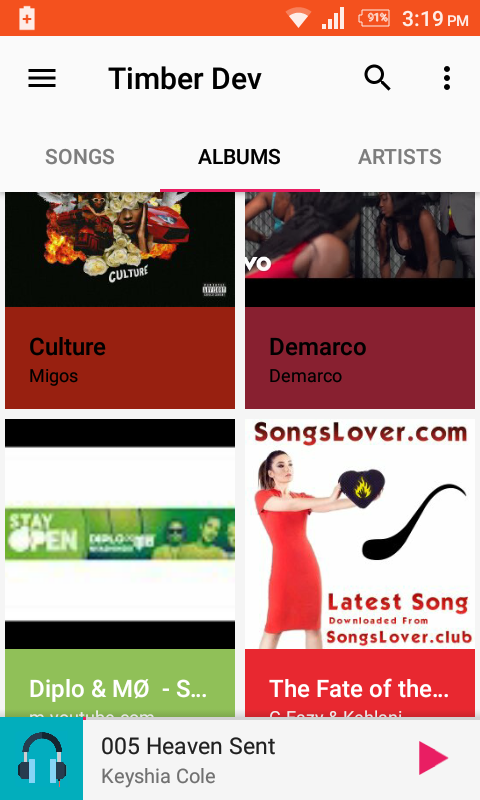 91% 3:19 PM
Timber Dev
SONGS ALBUMS ARTISTS
CULTURE
vo
Culture
Migos
Demarco
Demarco
STAY OPEN
DIPLO
SongsLover.com
Latest Song
Downloaded From
SongsLover.club
Diplo & MØ - S...
m.youtube.com
The Fate of the...
G Eazy & Kehlani
005 Heaven Sent
Keyshia Cole